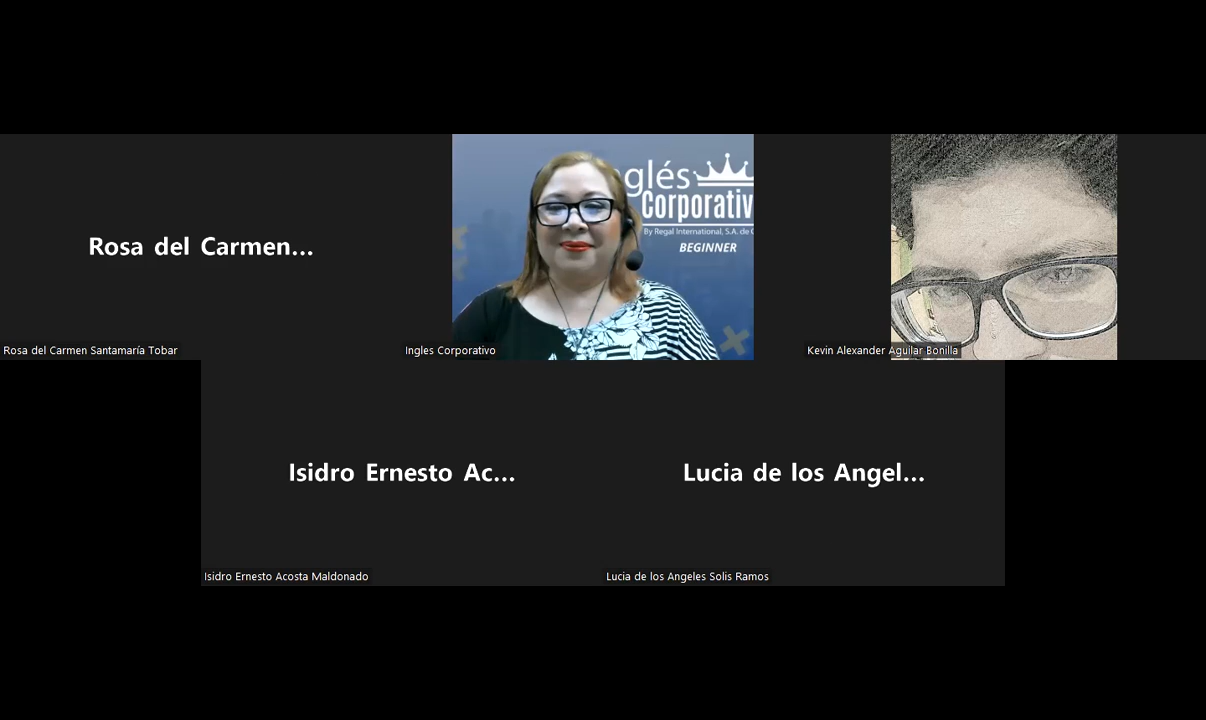 Rosa del Carmen...
glés
Corporativ
By Regal International, S.A. de C
BEGINNER
Rosa del Carmen Santamaría Tobar
Ingles Corporativo
Kevin Alexander Aguilar Bonilla
Isidro Ernesto Ac...
Lucia de los Angel...
Isidro Ernesto Acosta Maldonado
Lucia de los Angeles Solis Ramos